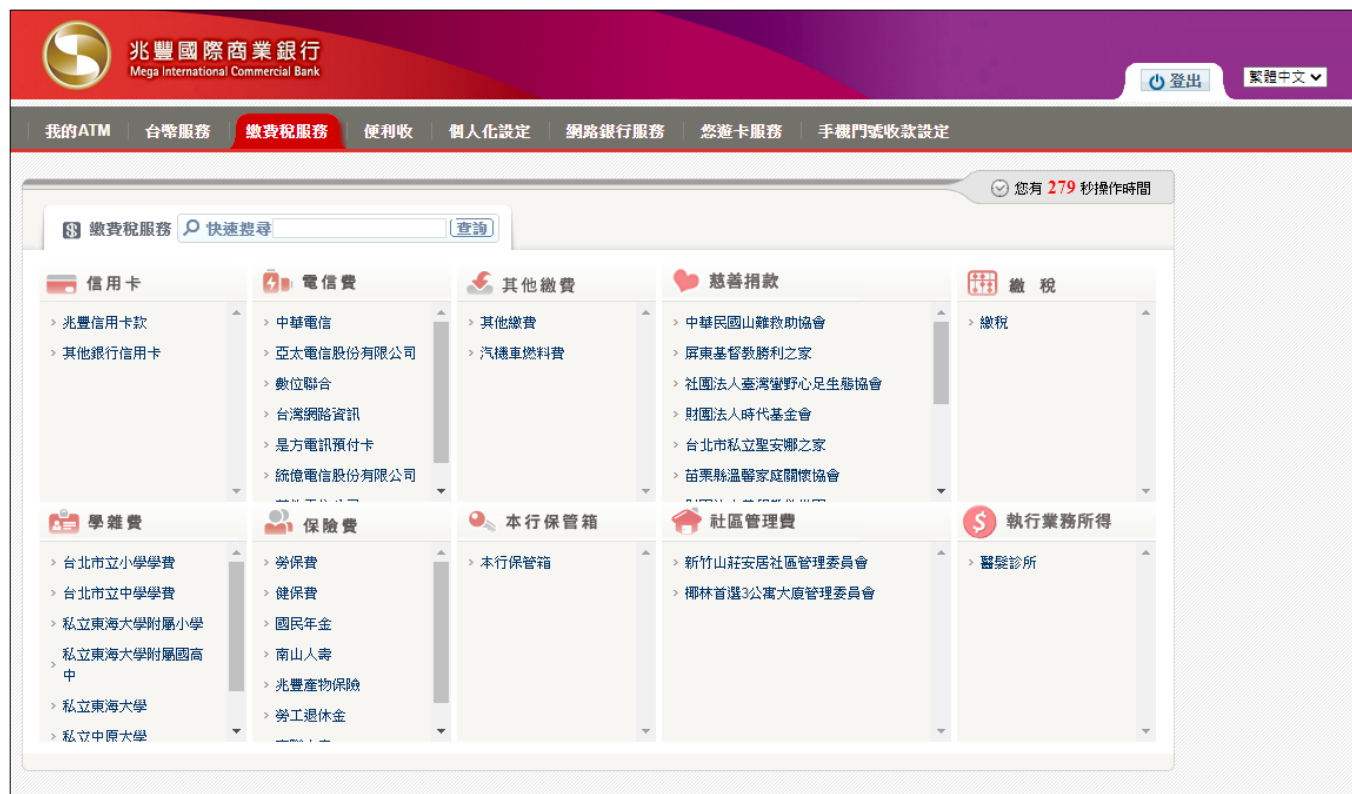 兆豐國際商業銀行
Mega International Commercial Bank
登出
繁體中文
我的ATM
台幣服務
繳費稅服務
便利收
個人化設定
網路銀行服務
悠遊卡服務
手機門號收款設定
您有 279 秒操作時間
繳費稅服務
快速搜尋
查詢
信用卡
兆豐信用卡款
其他銀行信用卡
電信費
中華電信
亞太電信股份有限公司
數位聯合
台灣網路資訊
是方電訊預付卡
統億電信股份有限公司
其他繳費
其他繳費
汽機車燃料費
慈善捐款
中華民國山難救助協會
屏東基督教勝利之家
社團法人臺灣蠻野心足生態協會
財團法人時代基金會
台北市私立聖安娜之家
苗栗縣溫馨家庭關懷協會
繳 稅
繳稅
學雜費
台北市立小學學費
台北市立中學學費
私立東海大學附屬小學
私立東海大學附屬國高
中
私立東海大學
私立中原大學
保險費
勞保費
健保費
國民年金
南山人壽
兆豐產物保險
勞工退休金
本行保管箱
本行保管箱
社區管理費
新竹山莊安居社區管理委員會
椰林首選3公寓大廈管理委員會
執行業務所得
醫髮診所